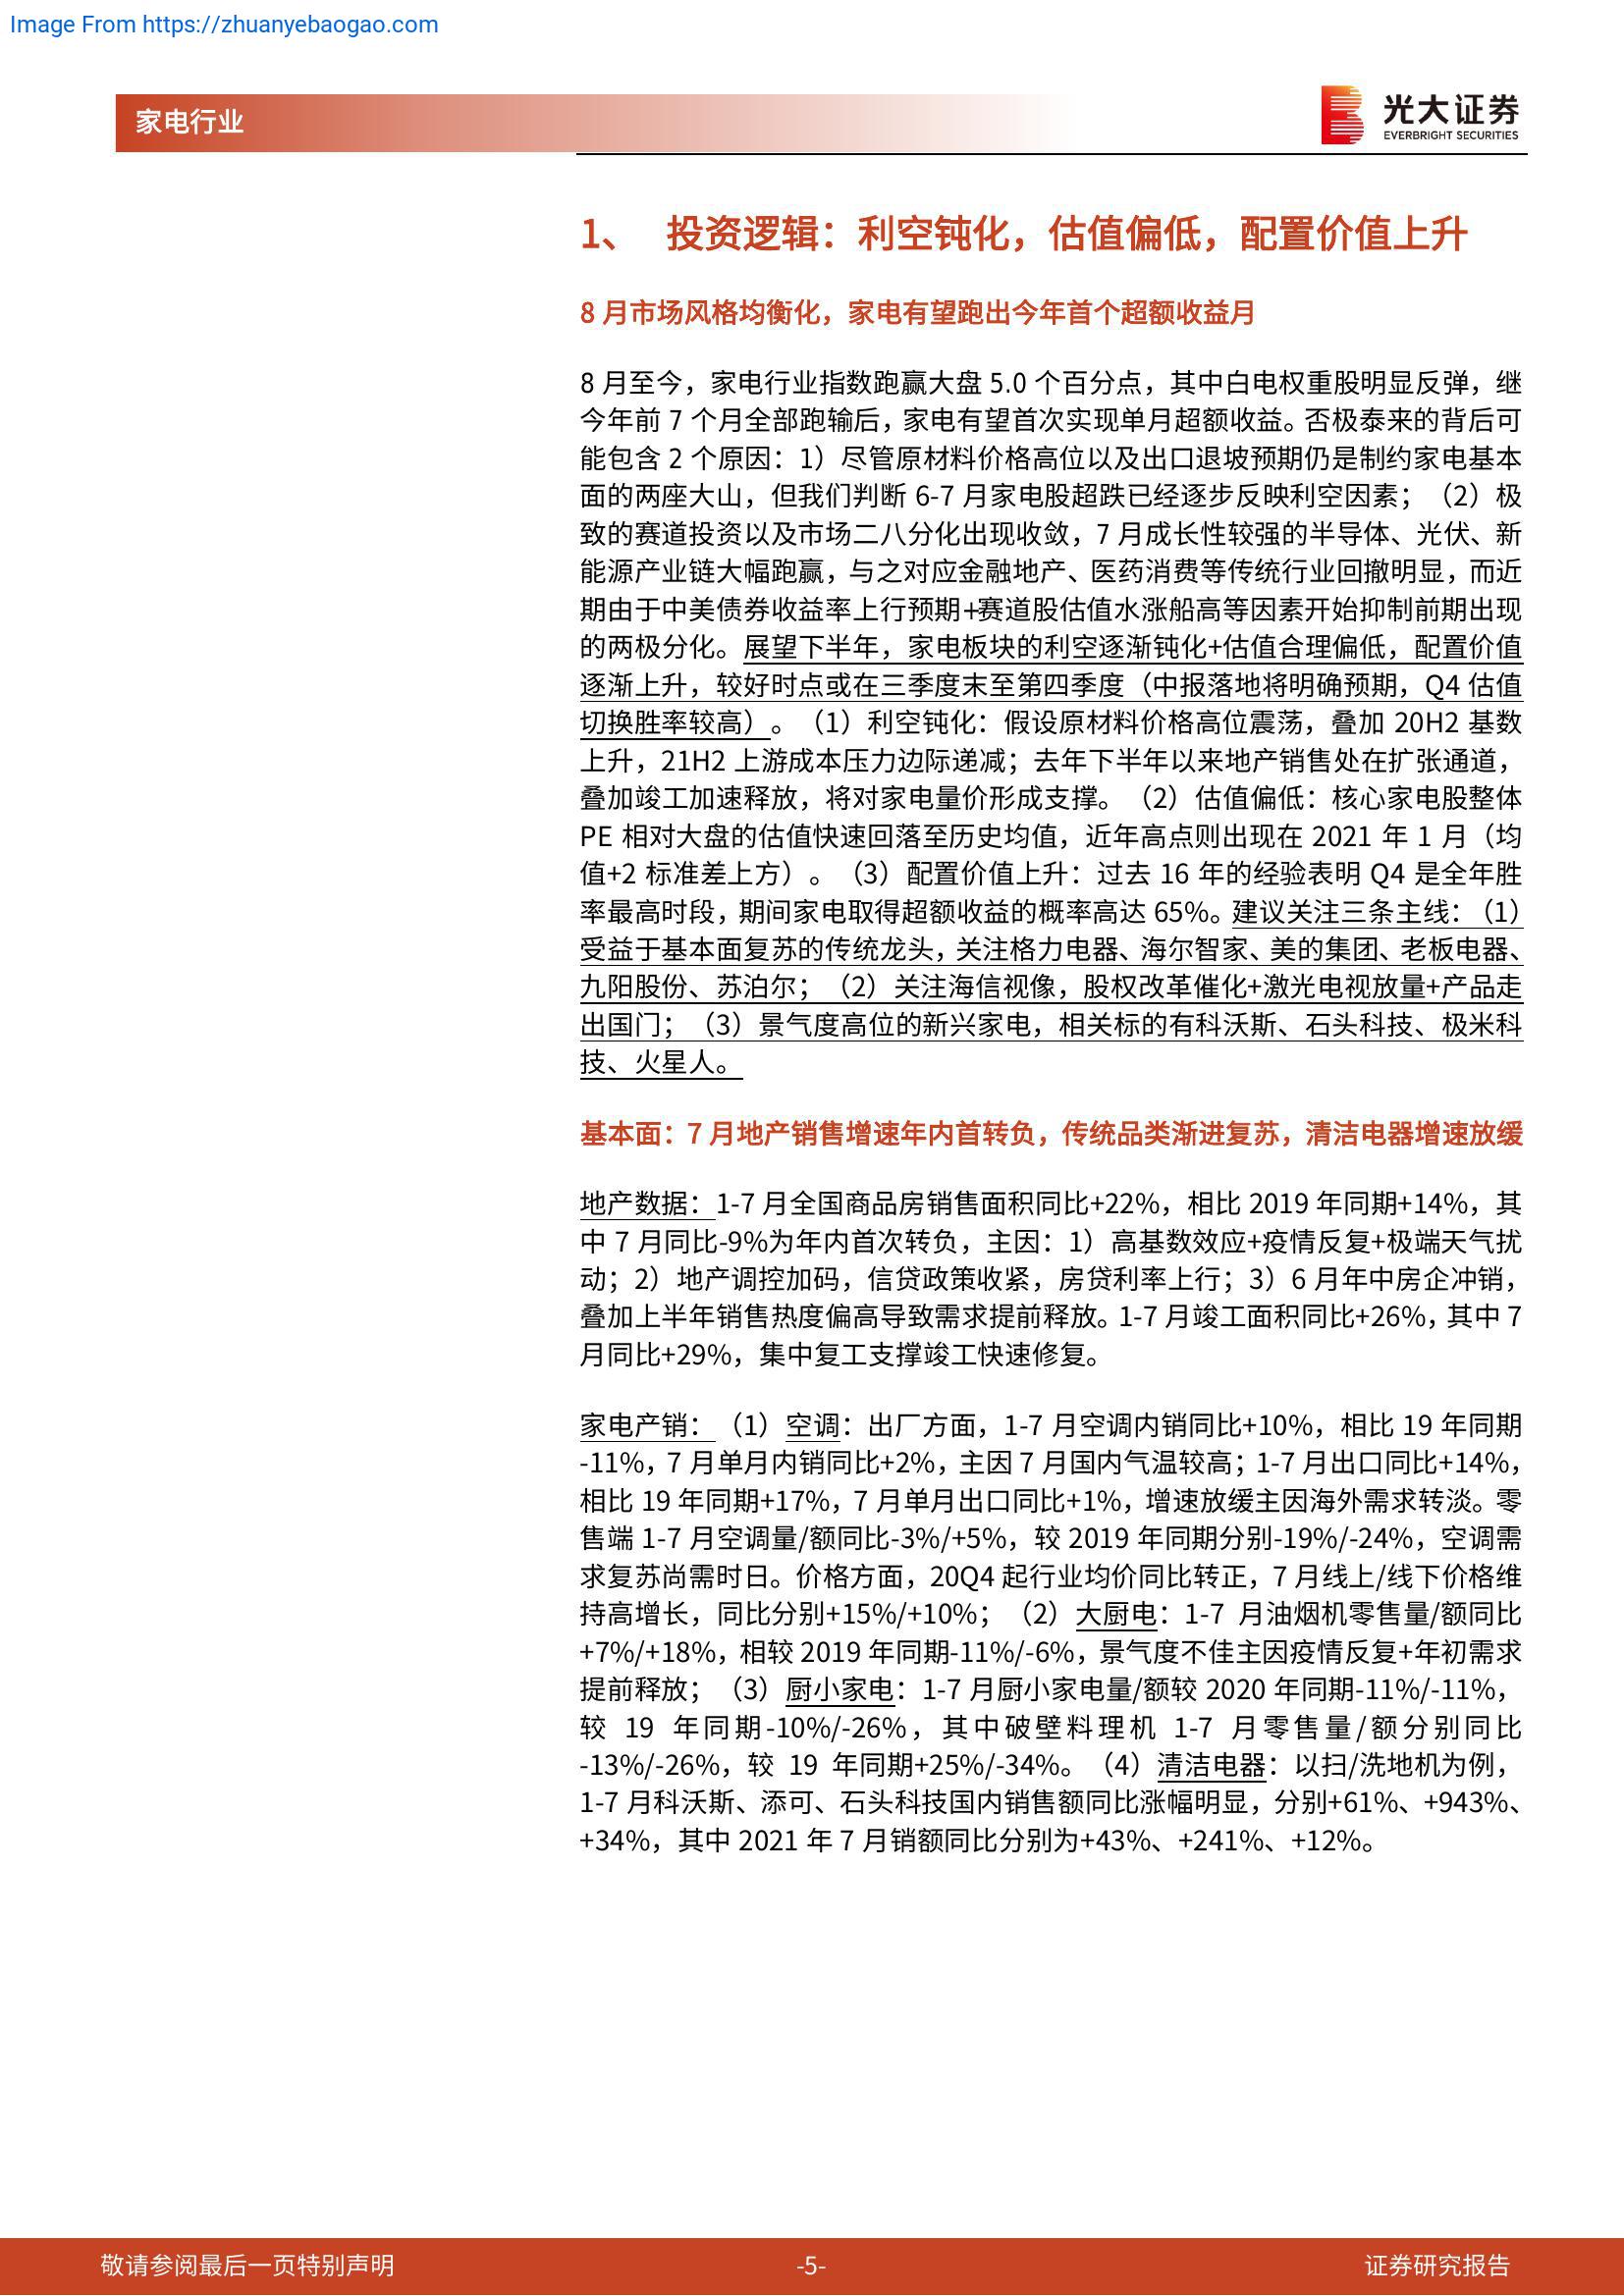 Image From https://zhuanyebaogao.com
家电行业
光大证券
EVERBRIGHT SECURITIES
1、 投资逻辑：利空钝化，估值偏低，配置价值上升
8 月市场风格均衡化，家电有望跑出今年首个超额收益月
8 月至今，家电行业指数跑赢大盘 5.0 个百分点，其中白电权重股明显反弹，继
今年前 7 个月全部跑输后，家电有望首次实现单月超额收益。否极泰来的背后可
能包含 2 个原因：1）尽管原材料价格高位以及出口退坡预期仍是制约家电基本
面的两座大山，但我们判断 6-7 月家电股超跌已经逐步反映利空因素；（2）极
致的赛道投资以及市场二八分化出现收敛，7 月成长性较强的半导体、光伏、新
能源产业链大幅跑赢，与之对应金融地产、医药消费等传统行业回撤明显，而近
期由于中美债券收益率上行预期+赛道股估值水涨船高等因素开始抑制前期出现
的两极分化。展望下半年，家电板块的利空逐渐钝化+估值合理偏低，配置价值
逐渐上升，较好时点或在三季度末至第四季度（中报落地将明确预期，Q4 估值
切换胜率较高）。（1）利空钝化：假设原材料价格高位震荡，叠加 20H2 基数
上升，21H2 上游成本压力边际递减；去年下半年以来地产销售处在扩张通道，
叠加竣工加速释放，将对家电量价形成支撑。（2）估值偏低：核心家电股整体
PE 相对大盘的估值快速回落至历史均值，近年高点则出现在 2021 年 1 月（均
值+2 标准差上方）。（3）配置价值上升：过去 16 年的经验表明 Q4 是全年胜
率最高时段，期间家电取得超额收益的概率高达 65%。建议关注三条主线：（1）
受益于基本面复苏的传统龙头，关注格力电器、海尔智家、美的集团、老板电器、
九阳股份、苏泊尔；（2）关注海信视像，股权改革催化+激光电视放量+产品走
出国门；（3）景气度高位的新兴家电，相关标的有科沃斯、石头科技、极米科
技、火星人。
基本面：7 月地产销售增速年内首转负，传统品类渐进复苏，清洁电器增速放缓
地产数据：1-7 月全国商品房销售面积同比+22%，相比 2019 年同期+14%，其
中 7 月同比-9%为年内首次转负，主因：1）高基数效应+疫情反复+极端天气扰
动；2）地产调控加码，信贷政策收紧，房贷利率上行；3）6 月年中房企冲销，
叠加上半年销售热度偏高导致需求提前释放。1-7 月竣工面积同比+26%，其中 7
月同比+29%，集中复工支撑竣工快速修复。
家电产销：（1）空调：出厂方面，1-7 月空调内销同比+10%，相比 19 年同期
-11%，7 月单月内销同比+2%，主因 7 月国内气温较高；1-7 月出口同比+14%，
相比 19 年同期+17%，7 月单月出口同比+1%，增速放缓主因海外需求转淡。零
售端 1-7 月空调量/额同比-3%/+5%，较 2019 年同期分别-19%/-24%，空调需
求复苏尚需时日。价格方面，20Q4 起行业均价同比转正，7 月线上/线下价格维
持高增长，同比分别+15%/+10%；（2）大厨电：1-7 月油烟机零售量/额同比
+7%/+18%，相较 2019 年同期-11%/-6%，景气度不佳主因疫情反复+年初需求
提前释放；（3）厨小家电：1-7 月厨小家电量/额较 2020 年同期-11%/-11%，
较 19 年同期-10%/-26%，其中破壁料理机 1-7 月零售量/额分别同比
-13%/-26%，较 19 年同期+25%/-34%。（4）清洁电器：以扫/洗地机为例，
1-7 月科沃斯、添可、石头科技国内销售额同比涨幅明显，分别+61%、+943%、
+34%，其中 2021 年 7 月销额同比分别为+43%、+241%、+12%。
敬请参阅最后一页特别声明
-5-
证券研究报告